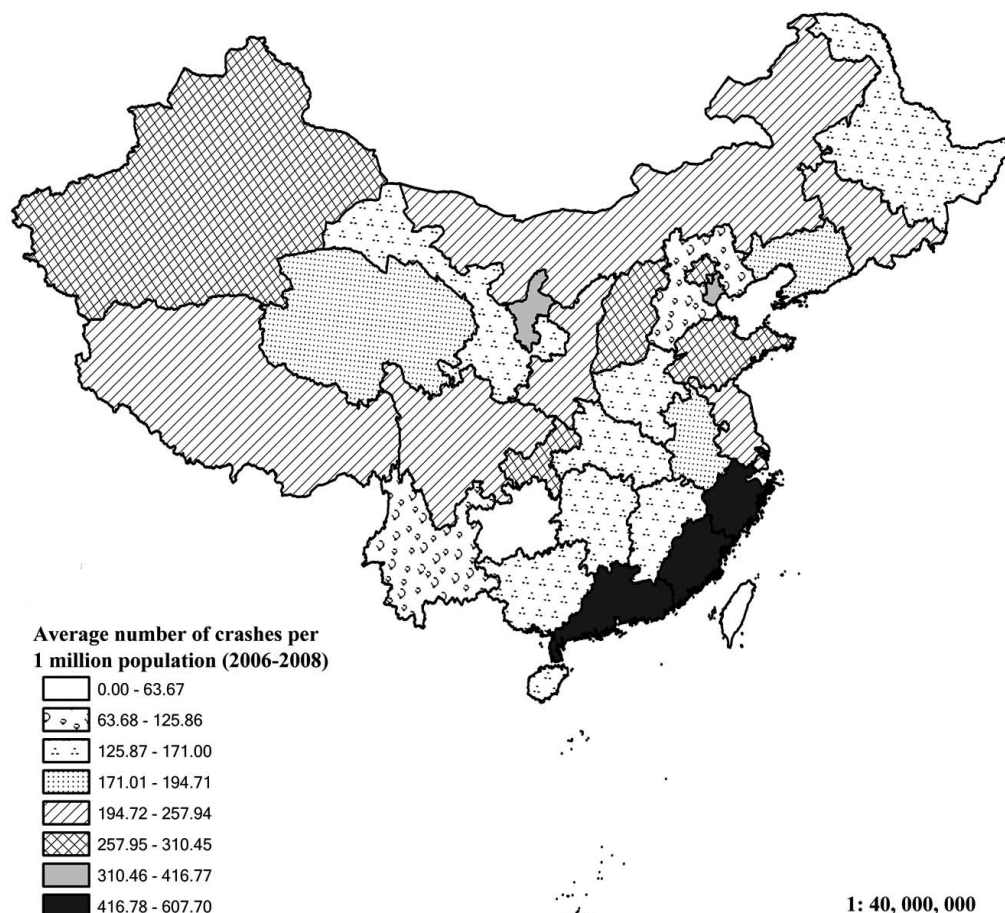 Average number of crashes per
1 million population (2006-2008)
0.00 - 63.67
63.68 - 125.86
125.87 - 171.00
171.01 - 194.71
194.72 - 257.94
257.95 - 310.45
310.46 - 416.77
416.78 - 607.70
1: 40, 000, 000